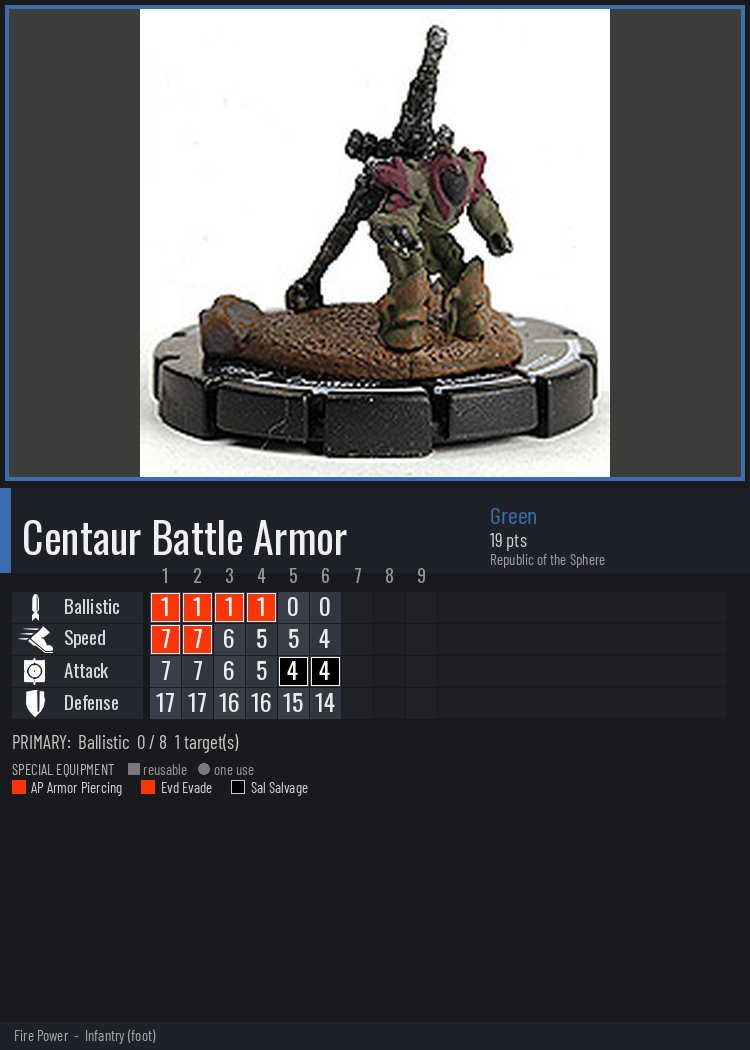 Centaur Battle Armor
Green
19 pts
Republic of the Sphere
1 2 3 4 5 6 7 8 9
Ballistic 1 1 1 1 0 0
Speed 7 7 6 5 5 4
Attack 7 7 6 5 4 4
Defense 17 17 16 16 15 14
PRIMARY: Ballistic 0 / 8 1 target(s)
SPECIAL EQUIPMENT reusable one use
AP Armor Piercing Evd Evade Sal Salvage
Fire Power - Infantry (foot)